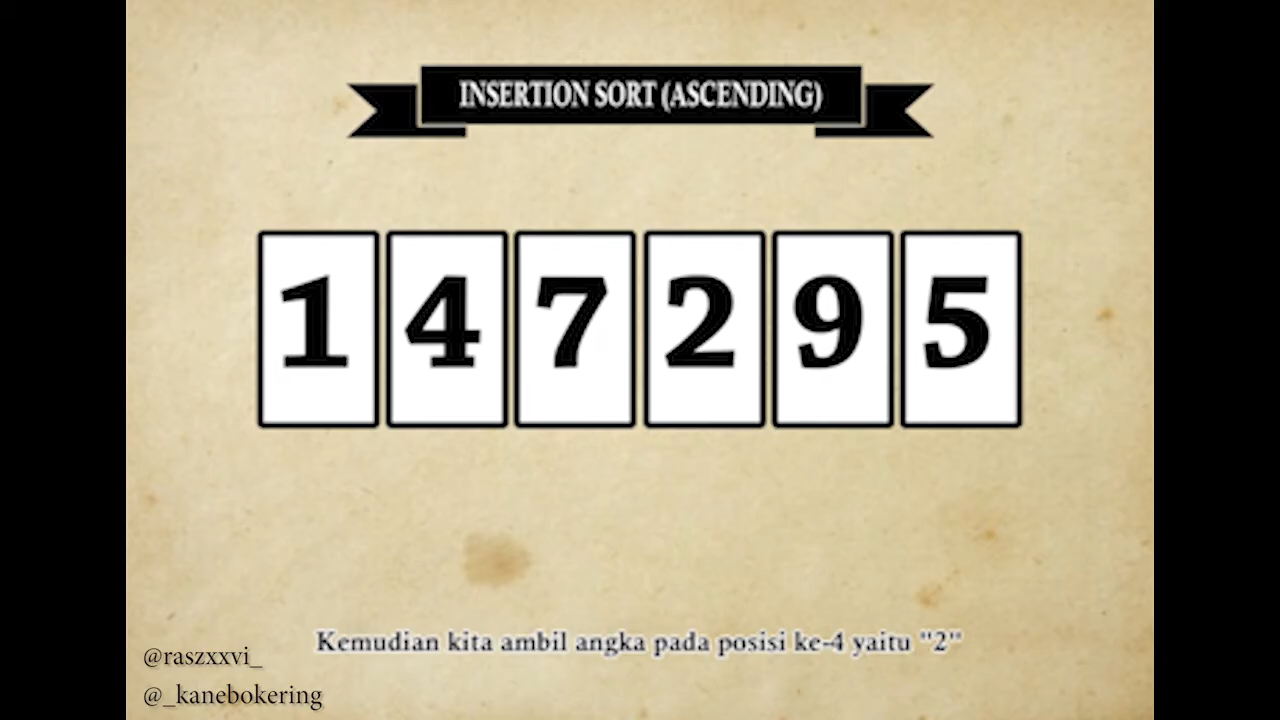 INSERTION SORT (ASCENDING)
1 4 7 2 9 5
Kemudian kita ambil angka pada posisi ke-4 yaitu "2"
@raszxxvi_
@_kanebokering